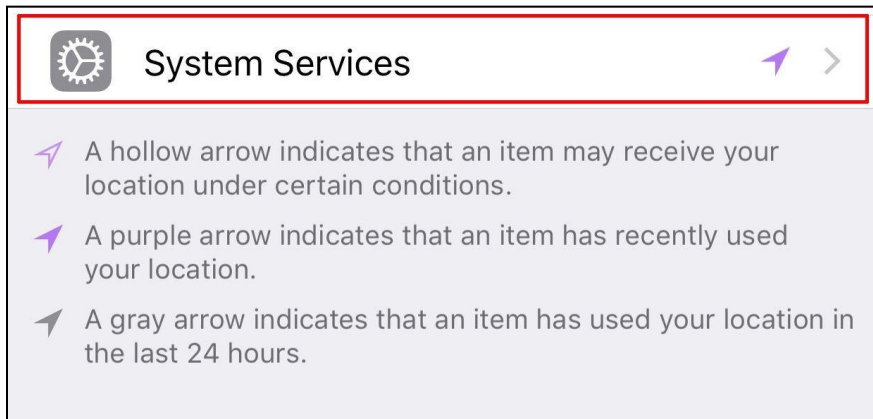 System Services
A hollow arrow indicates that an item may receive your
location under certain conditions.
A purple arrow indicates that an item has recently used
your location.
A gray arrow indicates that an item has used your location in
the last 24 hours.